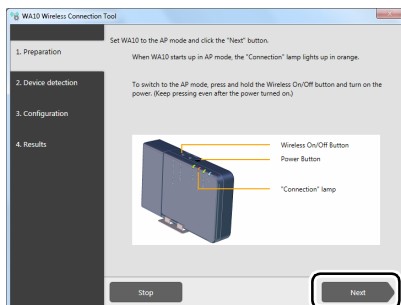 WA10 Wireless Connection Tool
Set WA10 to the AP mode and click the "Next" button.
1. Preparation
When WA10 starts up in AP mode, the "Connection" lamp lights up in orange.
2. Device detection
To switch to the AP mode, press and hold the Wireless On/Off button and turn on the
power. (Keep pressing even after the power turned on.)
3. Configuration
4. Results
Wireless On/Off Button
Power Button
"Connection" lamp
Stop
Next